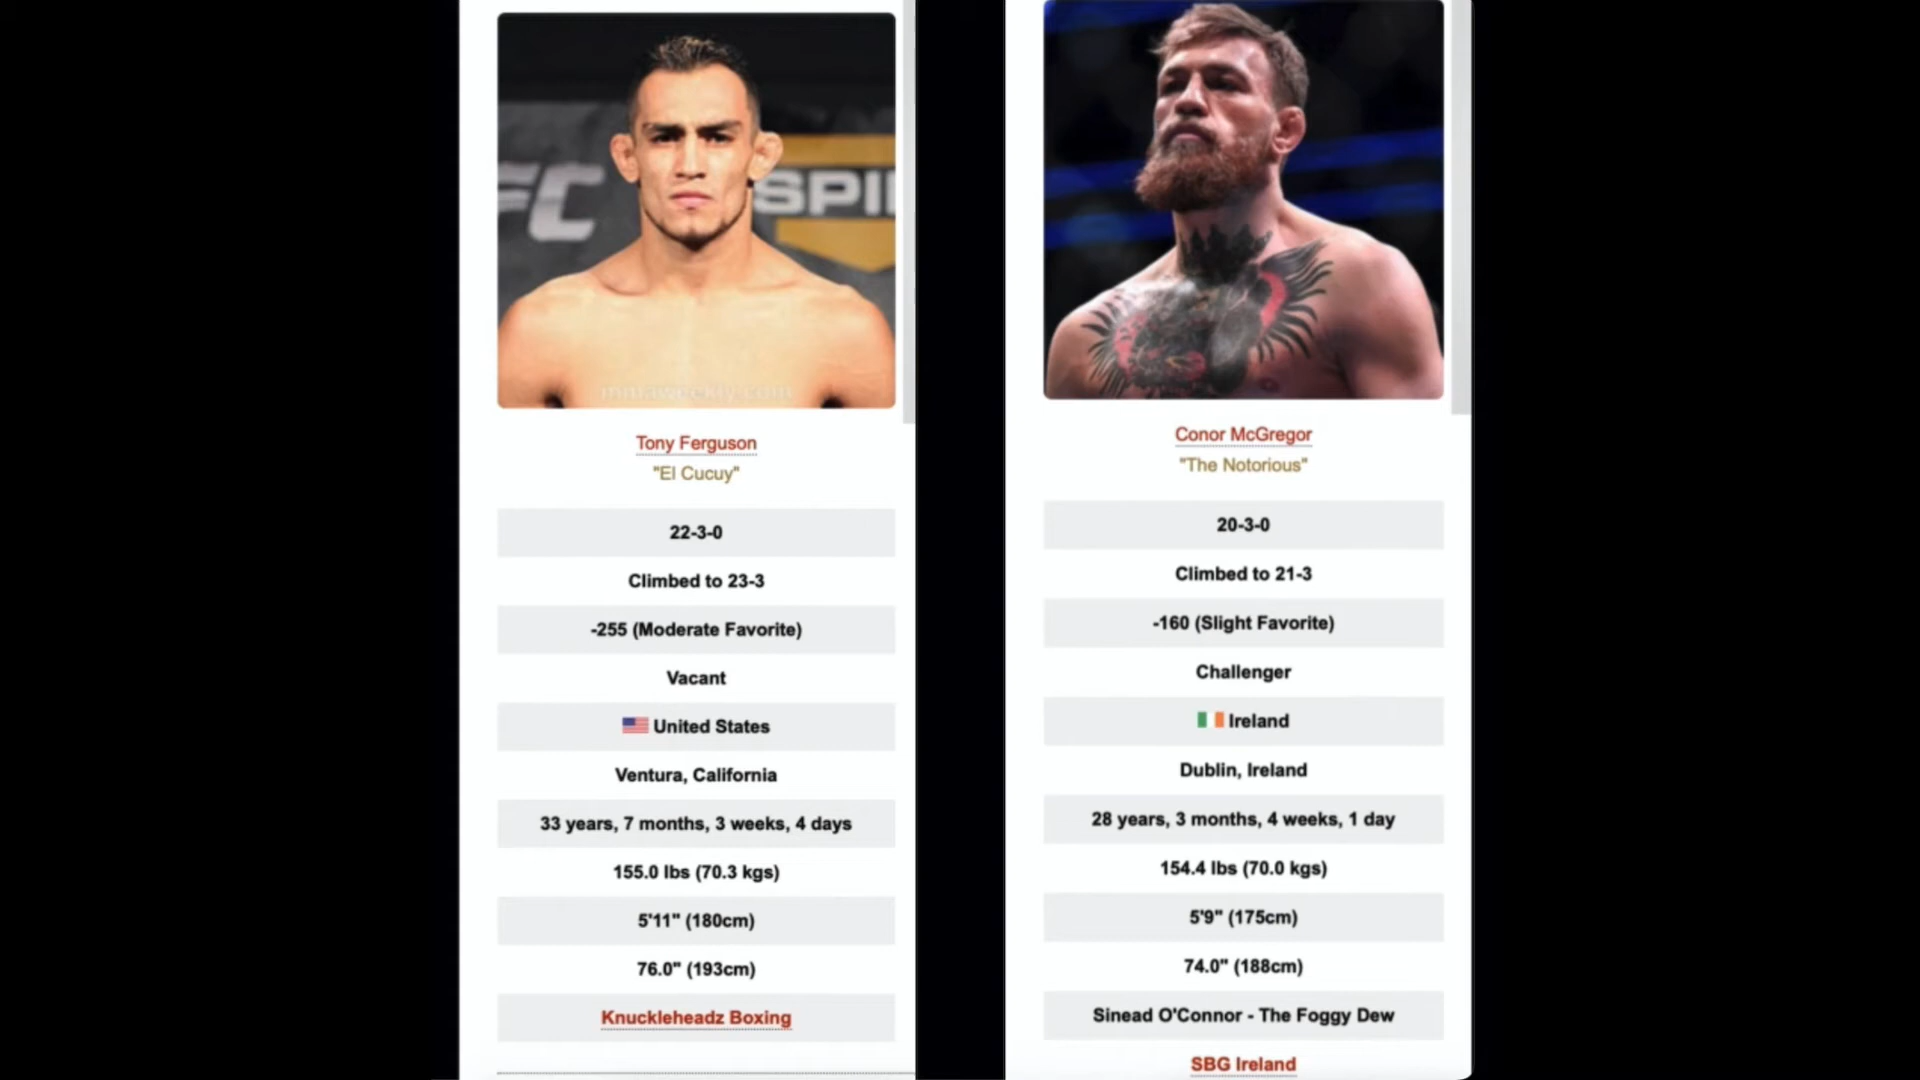 FC
SPI
mmaweekly.com
Tony Ferguson
"El Cucuy"
22-3-0
Climbed to 23-3
-255 (Moderate Favorite)
Vacant
United States
Ventura, California
33 years, 7 months, 3 weeks, 4 days
155.0 lbs (70.3 kgs)
5'11" (180cm)
76.0" (193cm)
Knuckleheadz Boxing
Conor McGregor
"The Notorious"
20-3-0
Climbed to 21-3
-160 (Slight Favorite)
Challenger
Ireland
Dublin, Ireland
28 years, 3 months, 4 weeks, 1 day
154.4 lbs (70.0 kgs)
5'9" (175cm)
74.0" (188cm)
Sinead O'Connor - The Foggy Dew
SBG Ireland